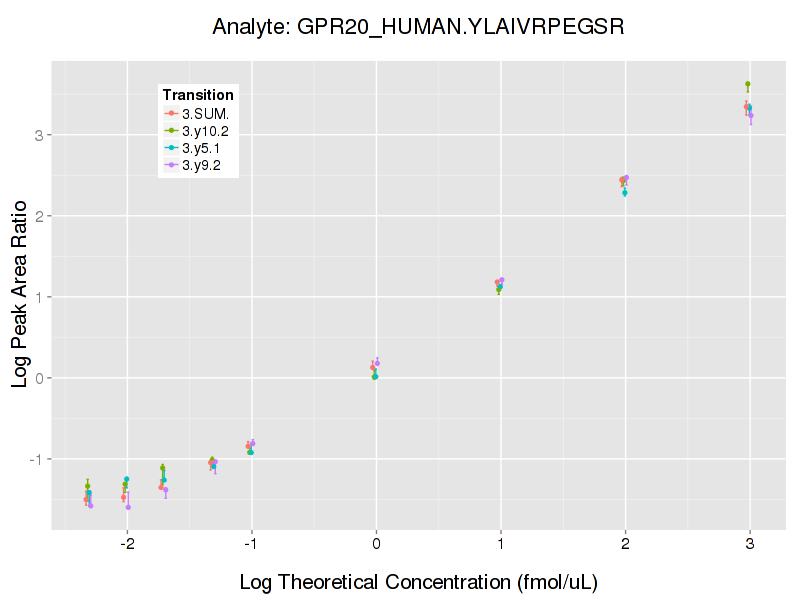 Analyte: GPR20_HUMAN.YLAIVRPEGSR
Transition
3.SUM.
3.y10.2
3.y5.1
3.y9.2
Log Peak Area Ratio
3
2
1
0
-1
-2 -1 0 1 2 3
Log Theoretical Concentration (fmol/uL)